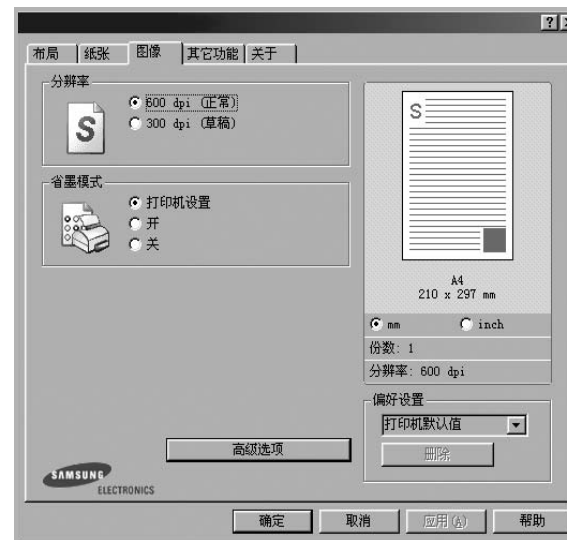 布局 纸张 图像 其它功能 关于
分辨率
600 dpi (正常)
300 dpi (草稿)
S
S
省墨模式
打印机设置
开
关
A4
210 x 297 mm
mm inch
份数: 1
分辨率: 600 dpi
偏好设置
打印机默认值
删除
高级选项
SAMSUNG
ELECTRONICS
确定 取消 应用(A) 帮助